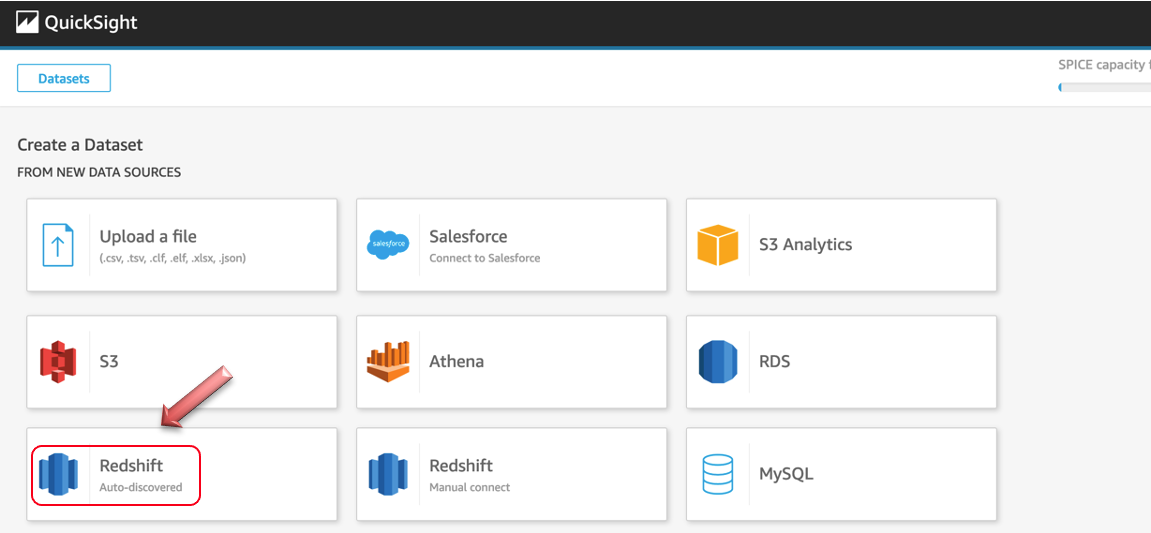 QuickSight
Datasets
SPICE capacity
Create a Dataset
FROM NEW DATA SOURCES
Upload a file
(.csv, .tsv, .clf, .elf, .xlsx, .json)
salesforce
Salesforce
Connect to Salesforce
S3 Analytics
S3
Athena
RDS
Redshift
Auto-discovered
Redshift
Manual connect
MySQL